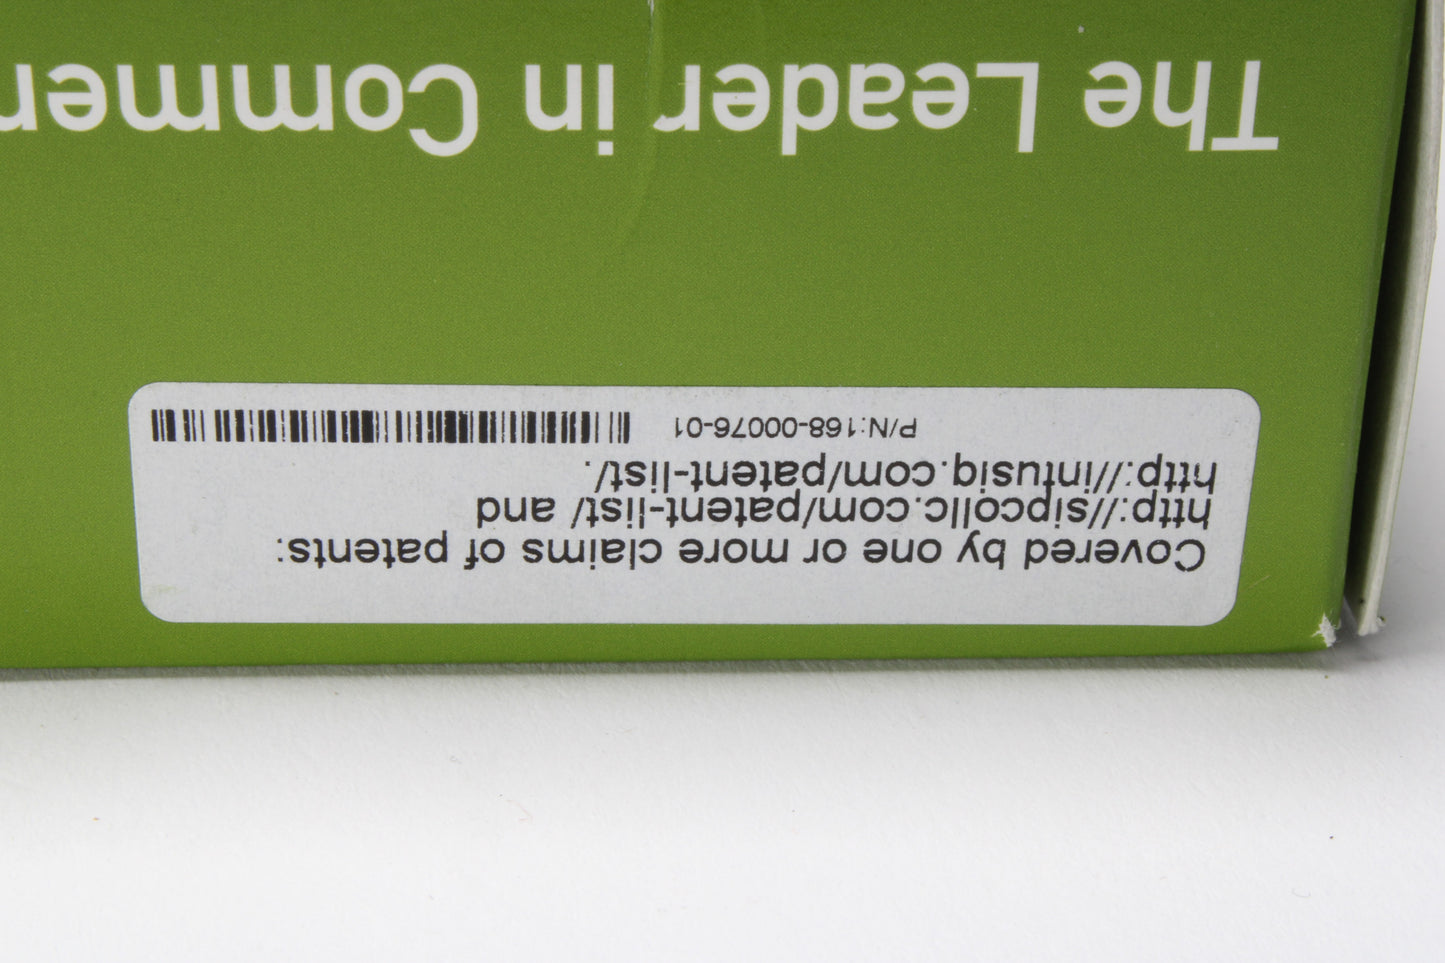 Covered by one or more claims of patents:
http://sipcollc.com/patent-list/ and
http://intusiq.com/patent-list/.
P/N:168-00076-01
The Leader in